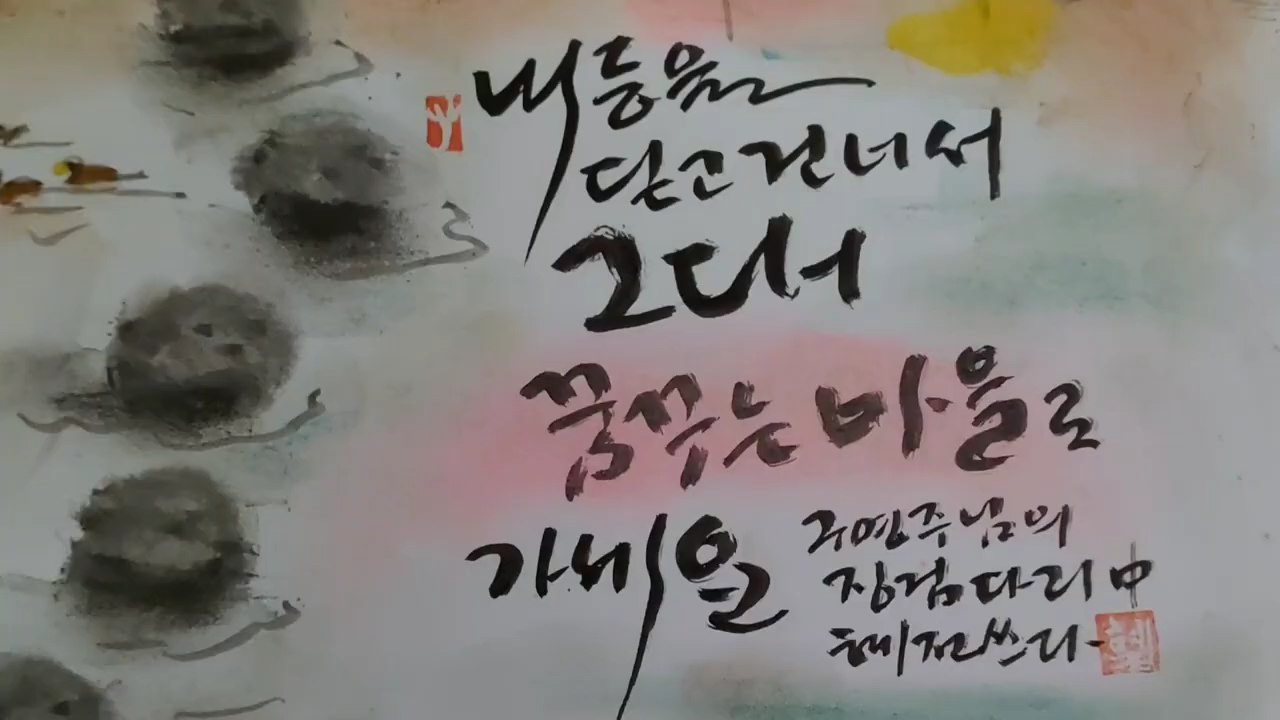 내 등을
딛고 건너서
그대서
꿈꾸는 마을로
가세요
구영주님의
징검다리 中
혜전쓰다